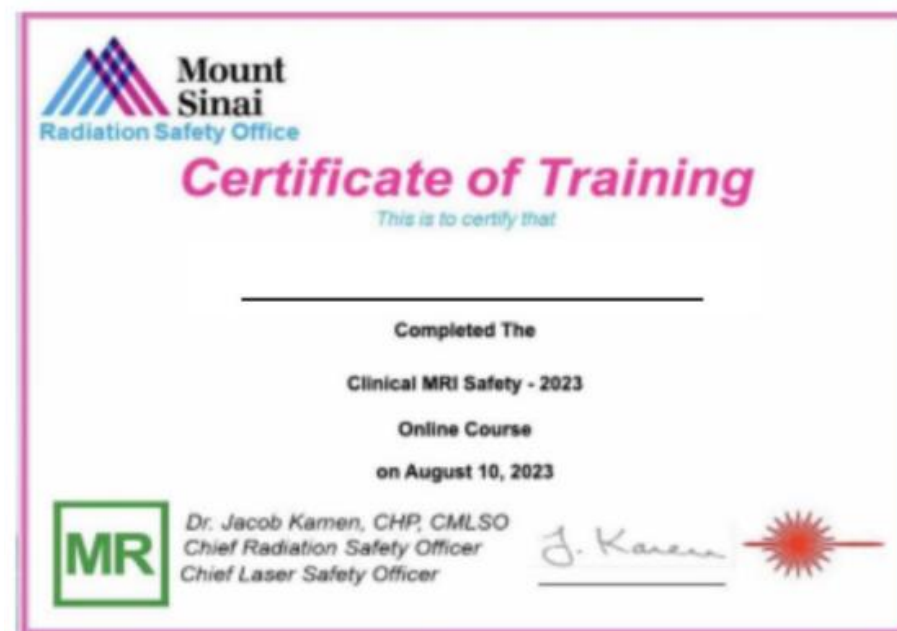 Mount
Sinai
Radiation Safety Office
Certificate of Training
This is to certify that
Completed The
Clinical MRI Safety - 2023
Online Course
on August 10, 2023
MR
Dr. Jacob Kamen, CHP, CMLSO
Chief Radiation Safety Officer
Chief Laser Safety Officer
J. Kamen